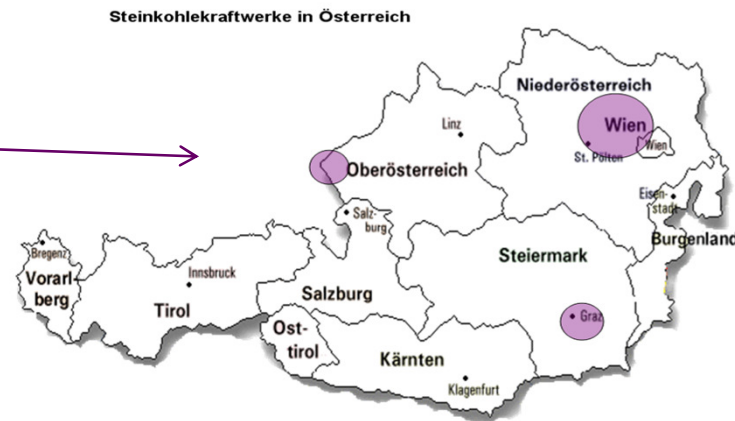 Steinkohlekraftwerke in Österreich
Niederösterreich
Linz
Wien
Wien
St. Pölten
Oberösterreich
Eisen-
stadt
Salz-
burg
Burgenland
Bregenz
Steiermark
Vorarl-
berg
Innsbruck
Salzburg
Tirol
Graz
Ost-
tirol
Kärnten
Klagenfurt